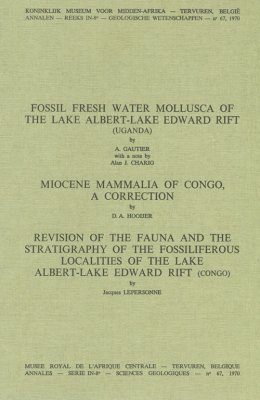 KONINKLIJK MUSEUM VOOR MIDDEN-AFRIKA — TERVUREN, BELGIË
ANNALEN — REEKS IN-8° — GEOLOGISCHE WETENSCHAPPEN — n° 67, 1970
FOSSIL FRESH WATER MOLLUSCA OF
THE LAKE ALBERT-LAKE EDWARD RIFT
(UGANDA)
by
A. GAUTIER
with a note by
Alan J. CHARIG
MIOCENE MAMMALIA OF CONGO,
A CORRECTION
by
D. A. HOOIJER
REVISION OF THE FAUNA AND THE
STRATIGRAPHY OF THE FOSSILIFEROUS
LOCALITIES OF THE LAKE
ALBERT-LAKE EDWARD RIFT (CONGO)
by
Jacques LEPERSONNE
MUSEE ROYAL DE L'AFRIQUE CENTRALE — TERVUREN, BELGIQUE
ANNALES — SERIE IN-8° — SCIENCES GEOLOGIQUES — n° 67, 1970